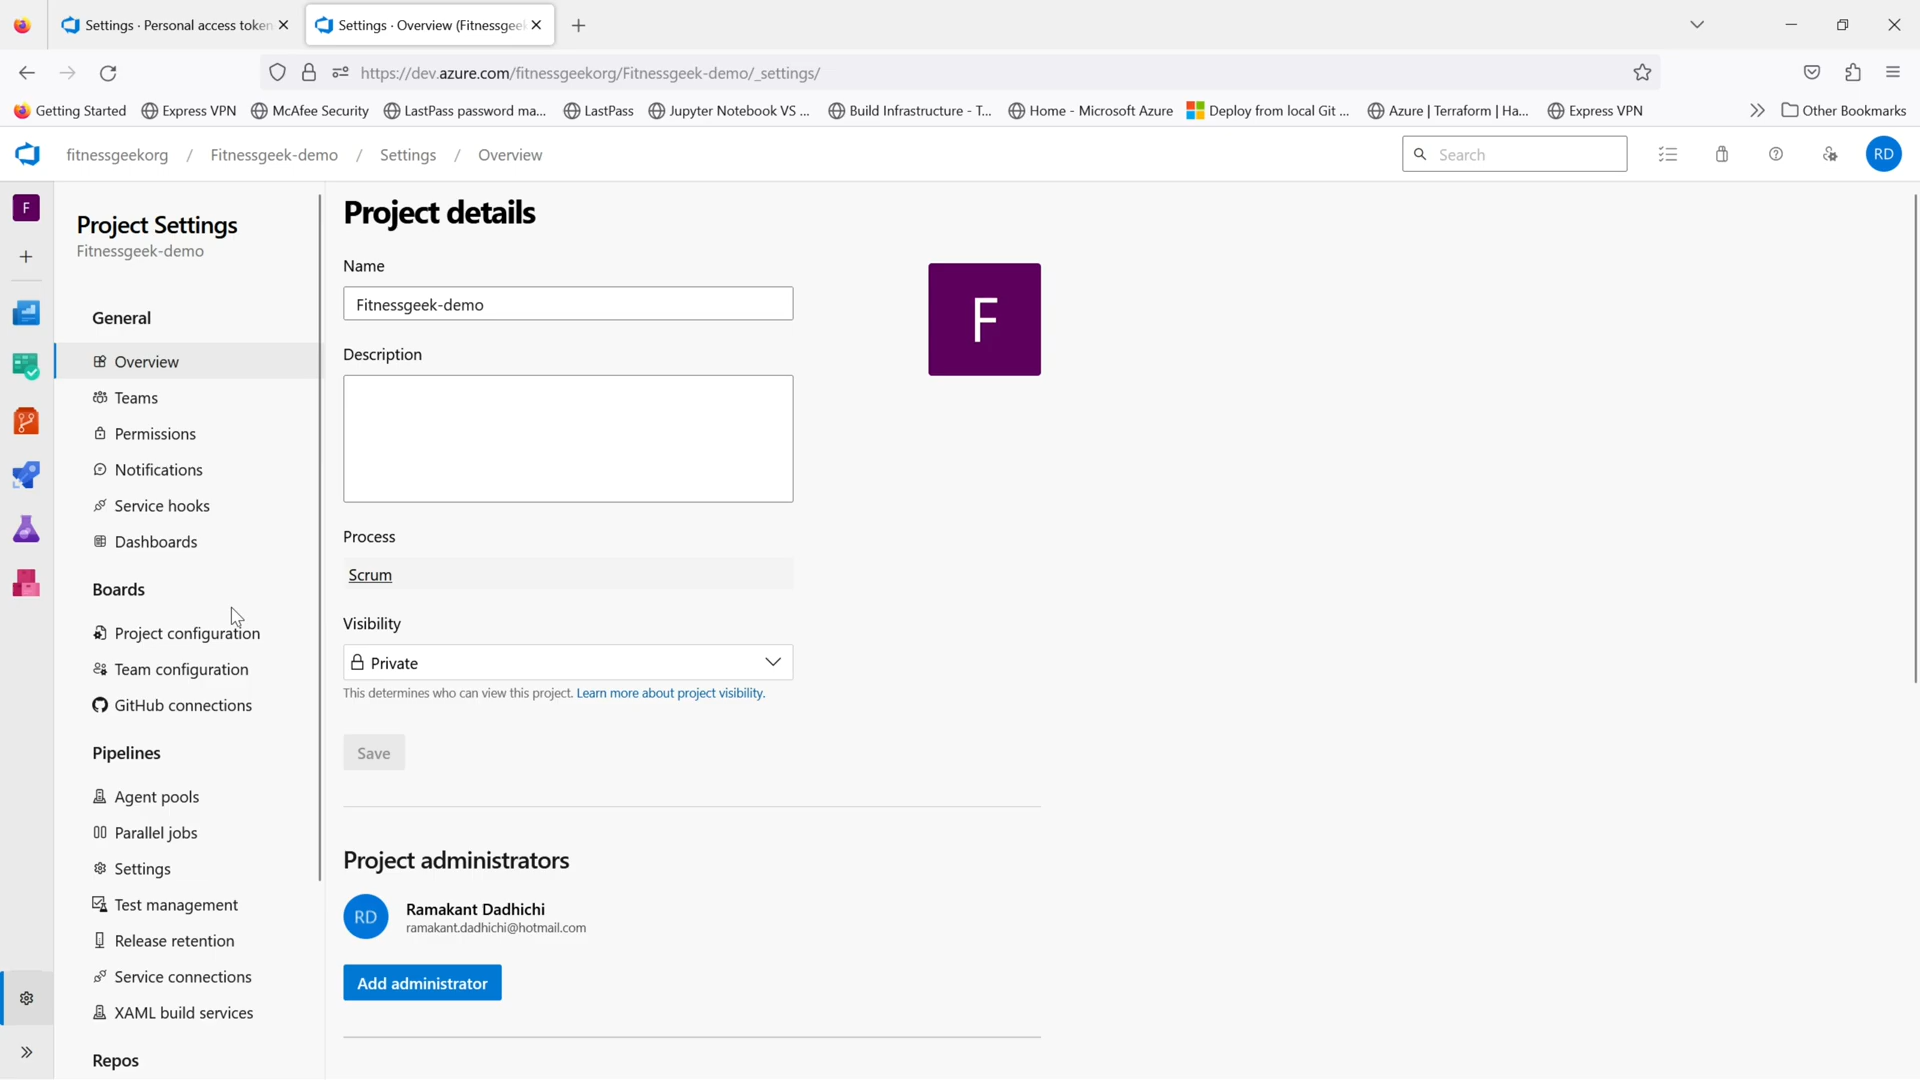 Settings · Personal access token
Settings · Overview (Fitnessgeek
https://dev.azure.com/fitnessgeekorg/Fitnessgeek-demo/_settings/
Getting Started
Express VPN
McAfee Security
LastPass password ma...
LastPass
Jupyter Notebook VS ...
Build Infrastructure - T...
Home - Microsoft Azure
Deploy from local Git ...
Azure | Terraform | Ha...
Express VPN
Other Bookmarks
fitnessgeekorg / Fitnessgeek-demo / Settings / Overview
Search
RD
F
Project Settings
Fitnessgeek-demo
General
Overview
Teams
Permissions
Notifications
Service hooks
Dashboards
Boards
Project configuration
Team configuration
GitHub connections
Pipelines
Agent pools
Parallel jobs
Settings
Test management
Release retention
Service connections
XAML build services
Repos
Project details
Name
Fitnessgeek-demo
F
Description
Process
Scrum
Visibility
Private
This determines who can view this project. Learn more about project visibility.
Save
Project administrators
RD
Ramakant Dadhichi
ramakant.dadhichi@hotmail.com
Add administrator